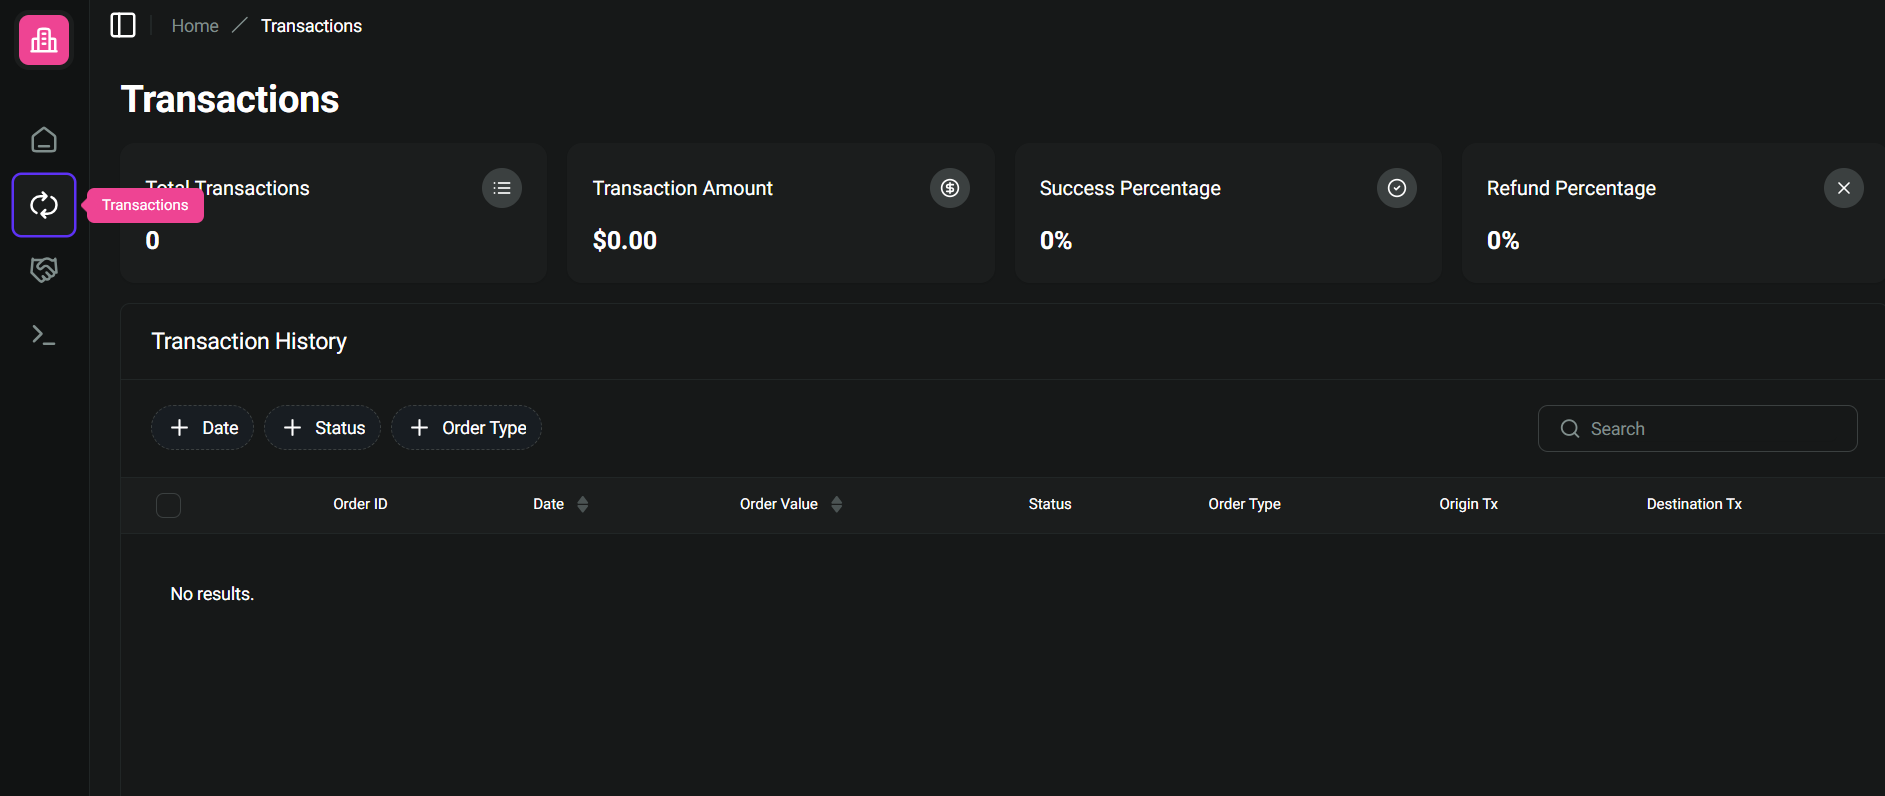 Home / Transactions
Transactions
Total Transactions
0
Transaction Amount
$0.00
Success Percentage
0%
Refund Percentage
0%
Transactions
Transaction History
Date
Status
Order Type
Search
Order ID
Date
Order Value
Status
Order Type
Origin Tx
Destination Tx
No results.